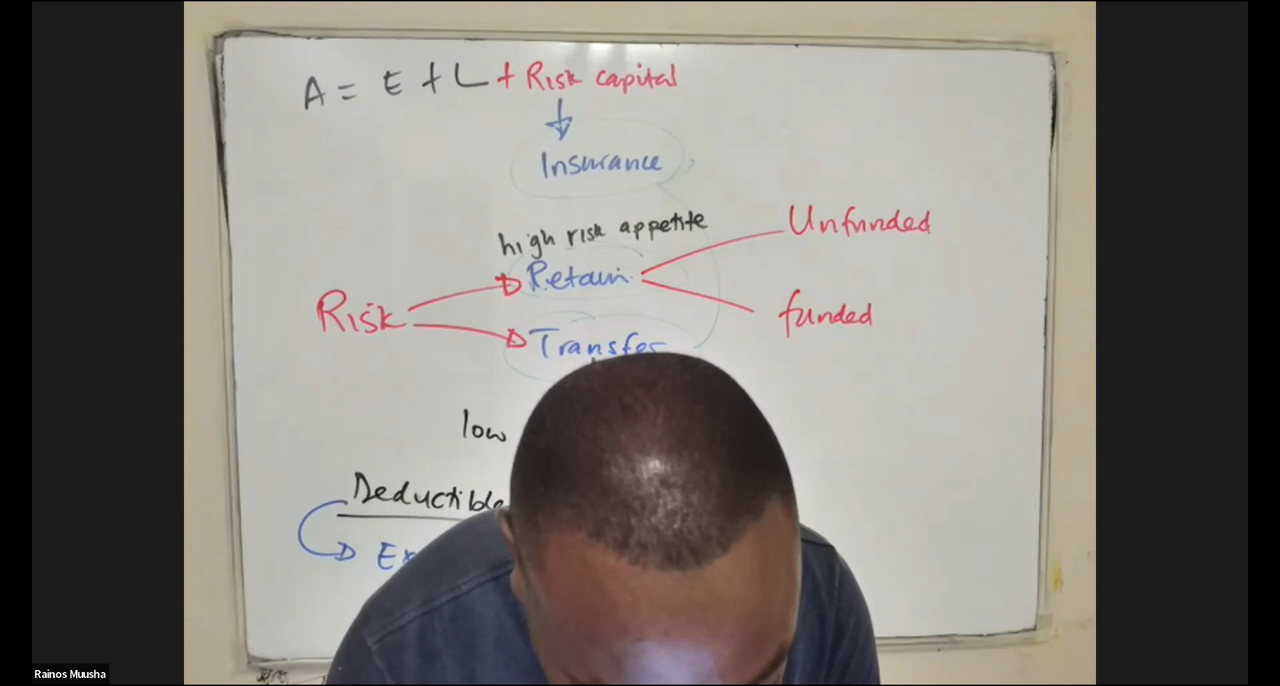 A = E + L + Risk capital
Insurance
high risk appetite
Unfunded
Retain
Risk
funded
Transfer
low
Deductible
Rainos Muusha